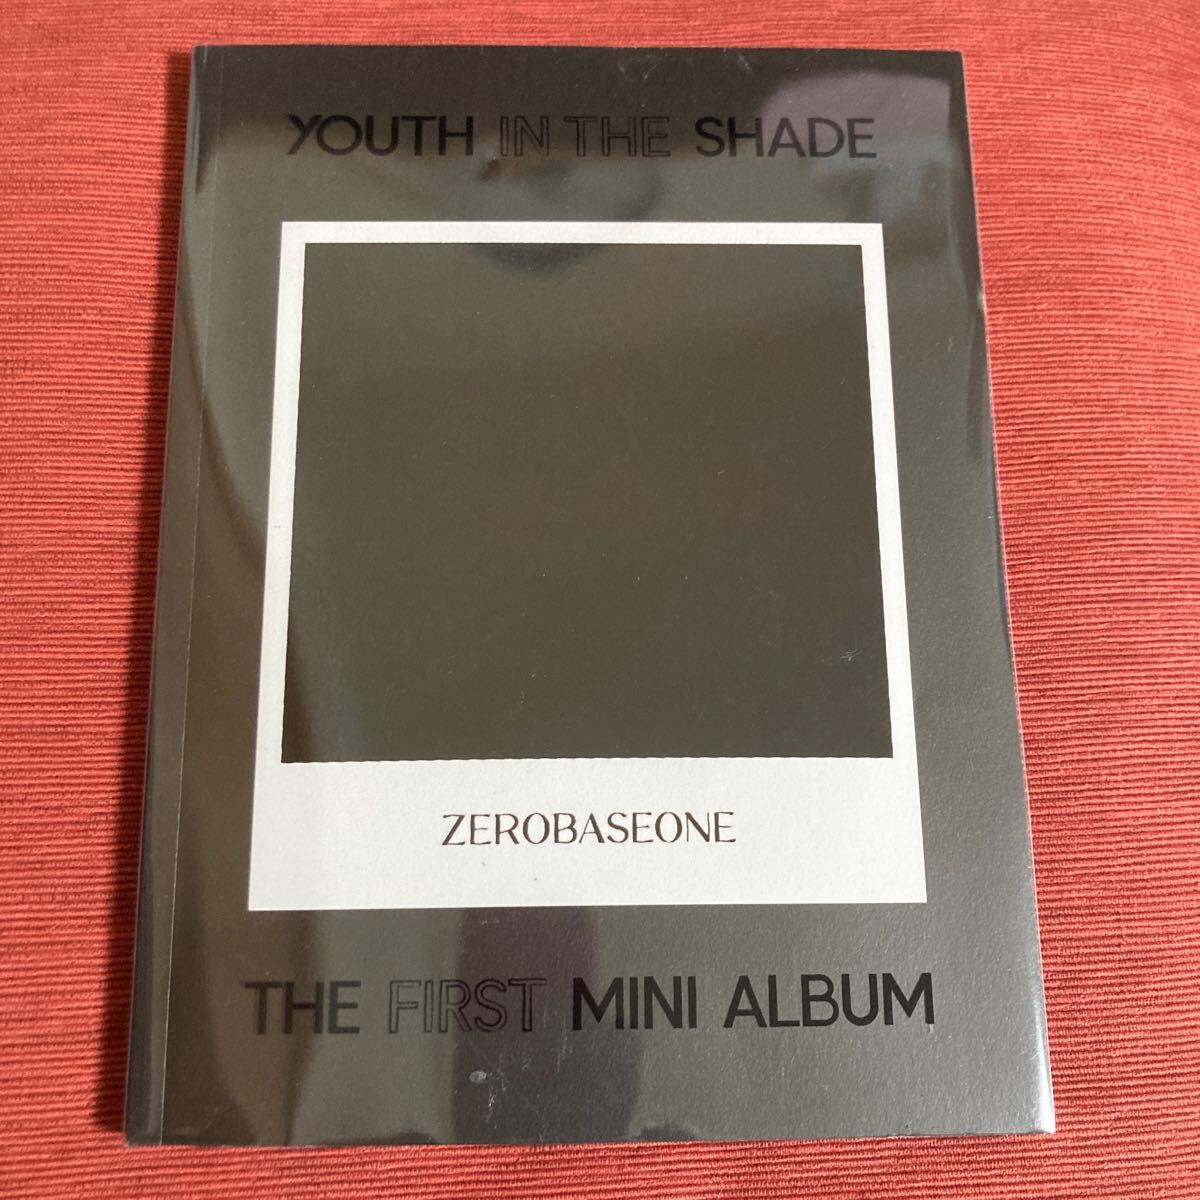 YOUTH IN THE SHADE
ZEROBASEONE
THE FIRST MINI ALBUM